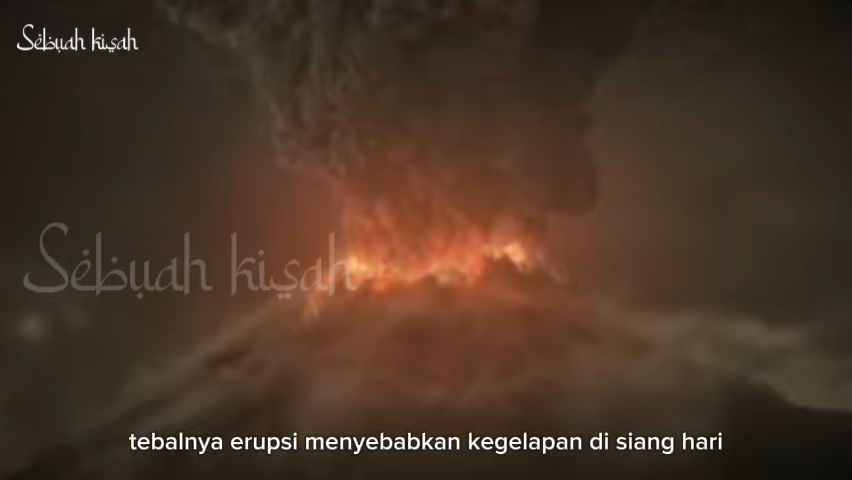 Sebuah kisah
Sebuah kisah
tebalnya erupsi menyebabkan kegelapan di siang hari